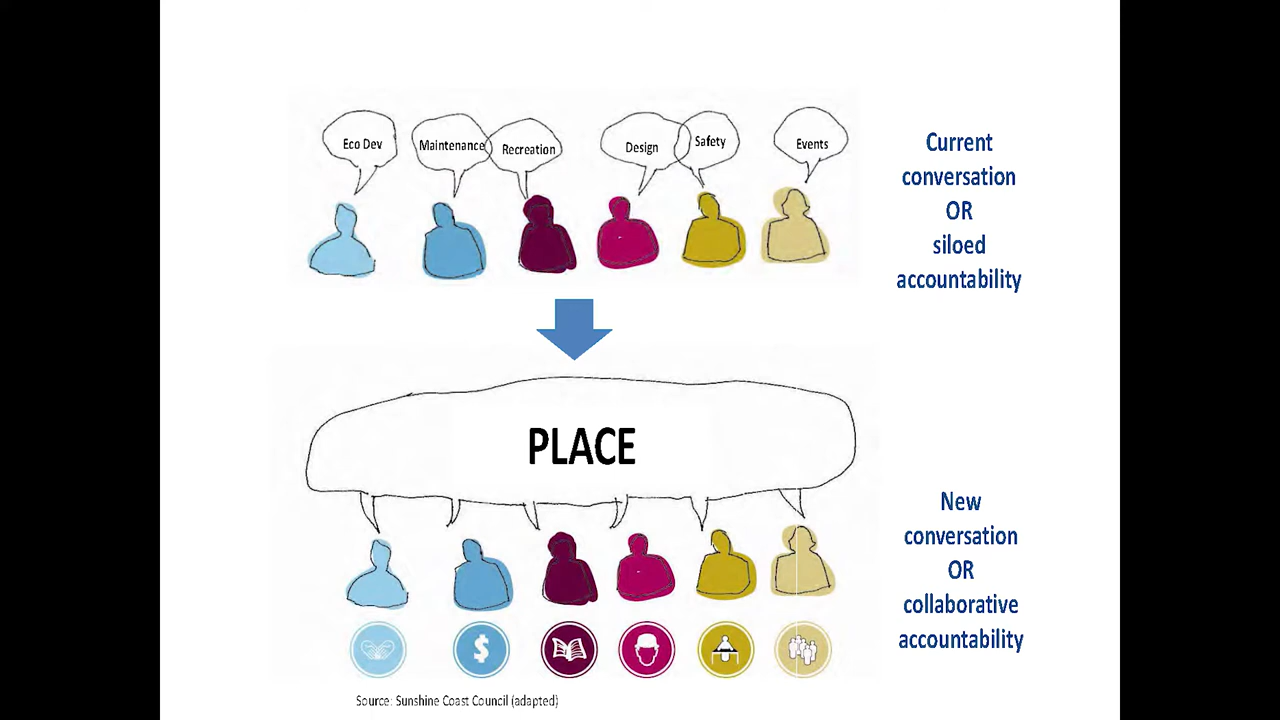 Eco Dev
Maintenance
Recreation
Design
Safety
Events
Current
conversation
OR
siloed
accountability
PLACE
New
conversation
OR
collaborative
accountability
$
Source: Sunshine Coast Council (adapted)